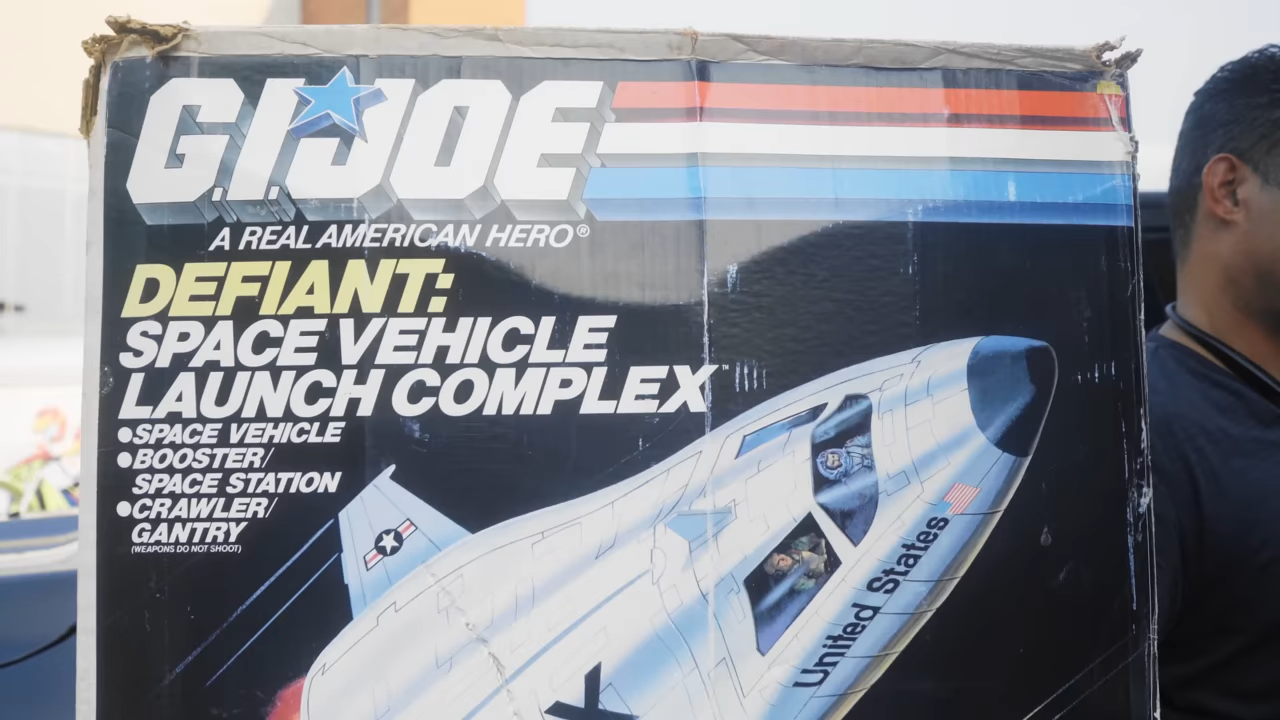 G.I.JOE
A REAL AMERICAN HERO®
DEFIANT:
SPACE VEHICLE
LAUNCH COMPLEX™
•SPACE VEHICLE
•BOOSTER/
SPACE STATION
•CRAWLER/
GANTRY
(WEAPONS DO NOT SHOOT)
United States